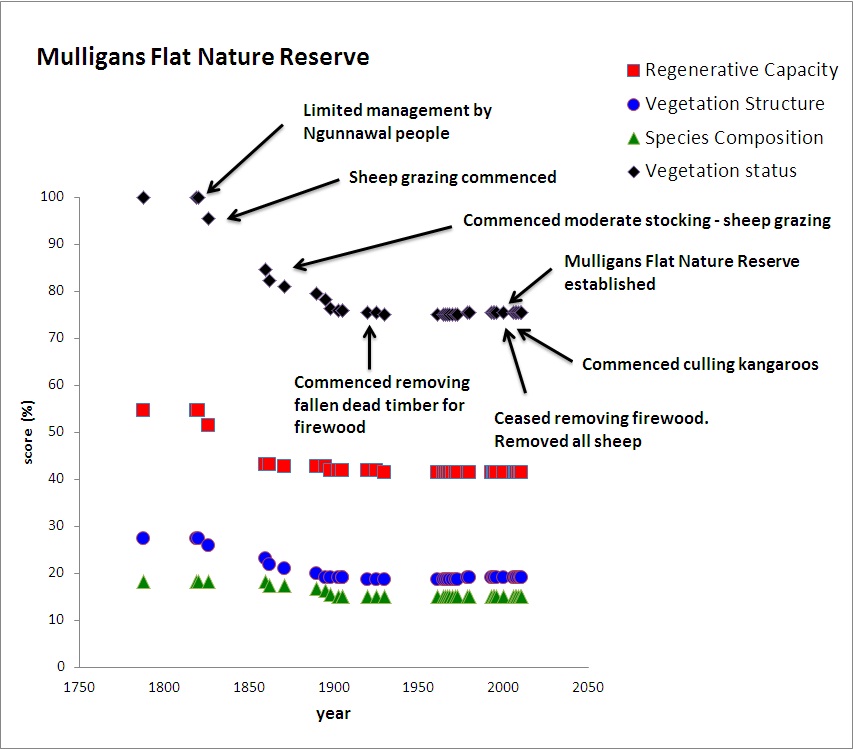 Mulligans Flat Nature Reserve
Regenerative Capacity
Vegetation Structure
Species Composition
Vegetation status
Limited management by
Ngunnawal people
Sheep grazing commenced
Commenced moderate stocking - sheep grazing
Mulligans Flat Nature Reserve
established
Commenced culling kangaroos
Commenced removing
fallen dead timber for
firewood
Ceased removing firewood.
Removed all sheep
score (%)
100
90
80
70
60
50
40
30
20
10
0
1750 1800 1850 1900 1950 2000 2050
year